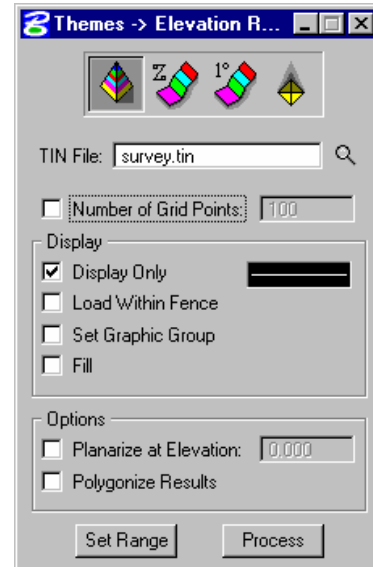 Themes -> Elevation R...
Z 1°
TIN File: survey.tin
Number of Grid Points: 100
Display
Display Only
Load Within Fence
Set Graphic Group
Fill
Options
Planarize at Elevation: 0.000
Polygonize Results
Set Range Process